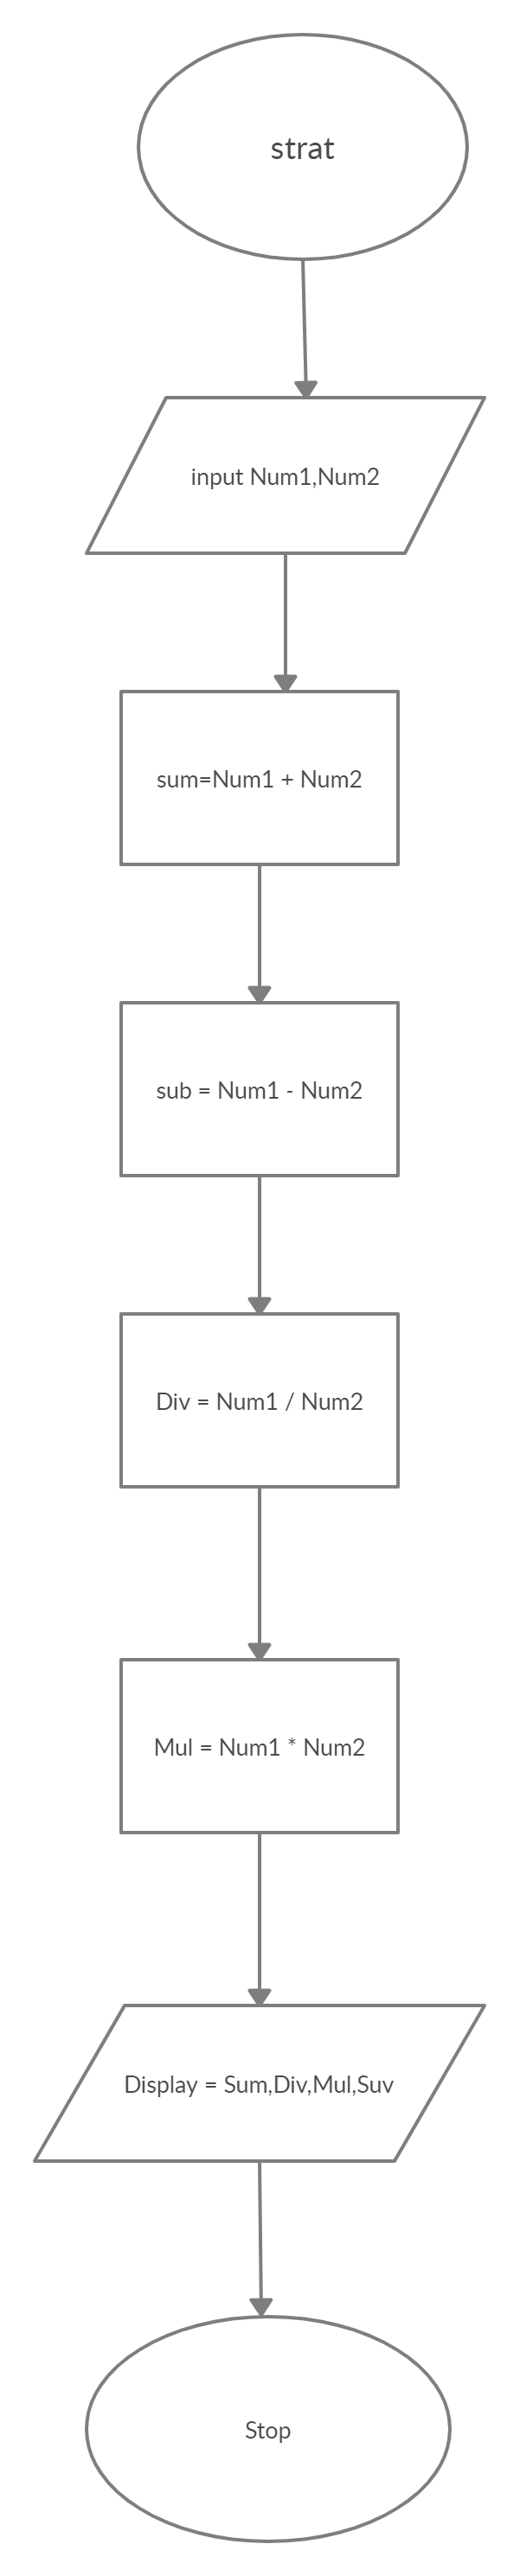 strat
input Num1,Num2
sum=Num1 + Num2
sub = Num1 - Num2
Div = Num1 / Num2
Mul = Num1 * Num2
Display = Sum,Div,Mul,Suv
Stop